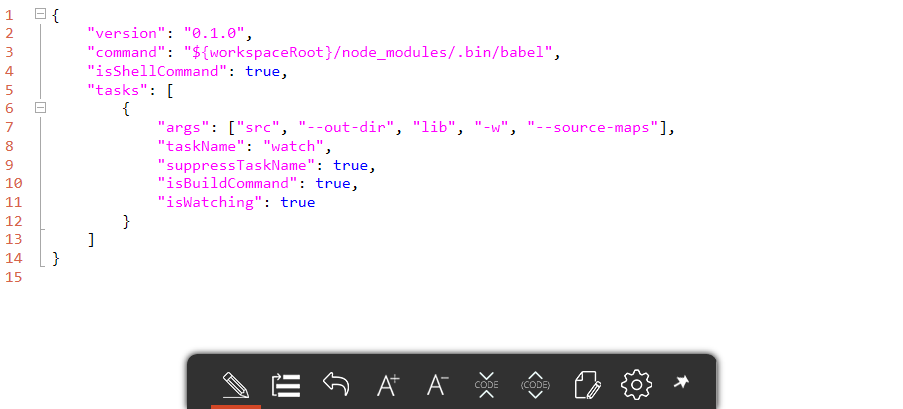 1 {
2 "version": "0.1.0",
3 "command": "${workspaceRoot}/node_modules/.bin/babel",
4 "isShellCommand": true,
5 "tasks": [
6 {
7 "args": ["src", "--out-dir", "lib", "-w", "--source-maps"],
8 "taskName": "watch",
9 "suppressTaskName": true,
10 "isBuildCommand": true,
11 "isWatching": true
12 }
13 ]
14 }
15
A+ A- CODE (CODE)